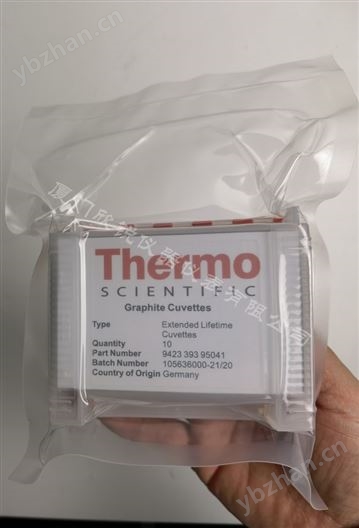 ybzhan.cn
Thermo
SCIENTIFIC
Graphite Cuvettes
Type Extended Lifetime
Cuvettes
Quantity 10
Part Number 9423 393 95041
Batch Number 105636000-21/20
Country of Origin Germany
ybzhan.cn